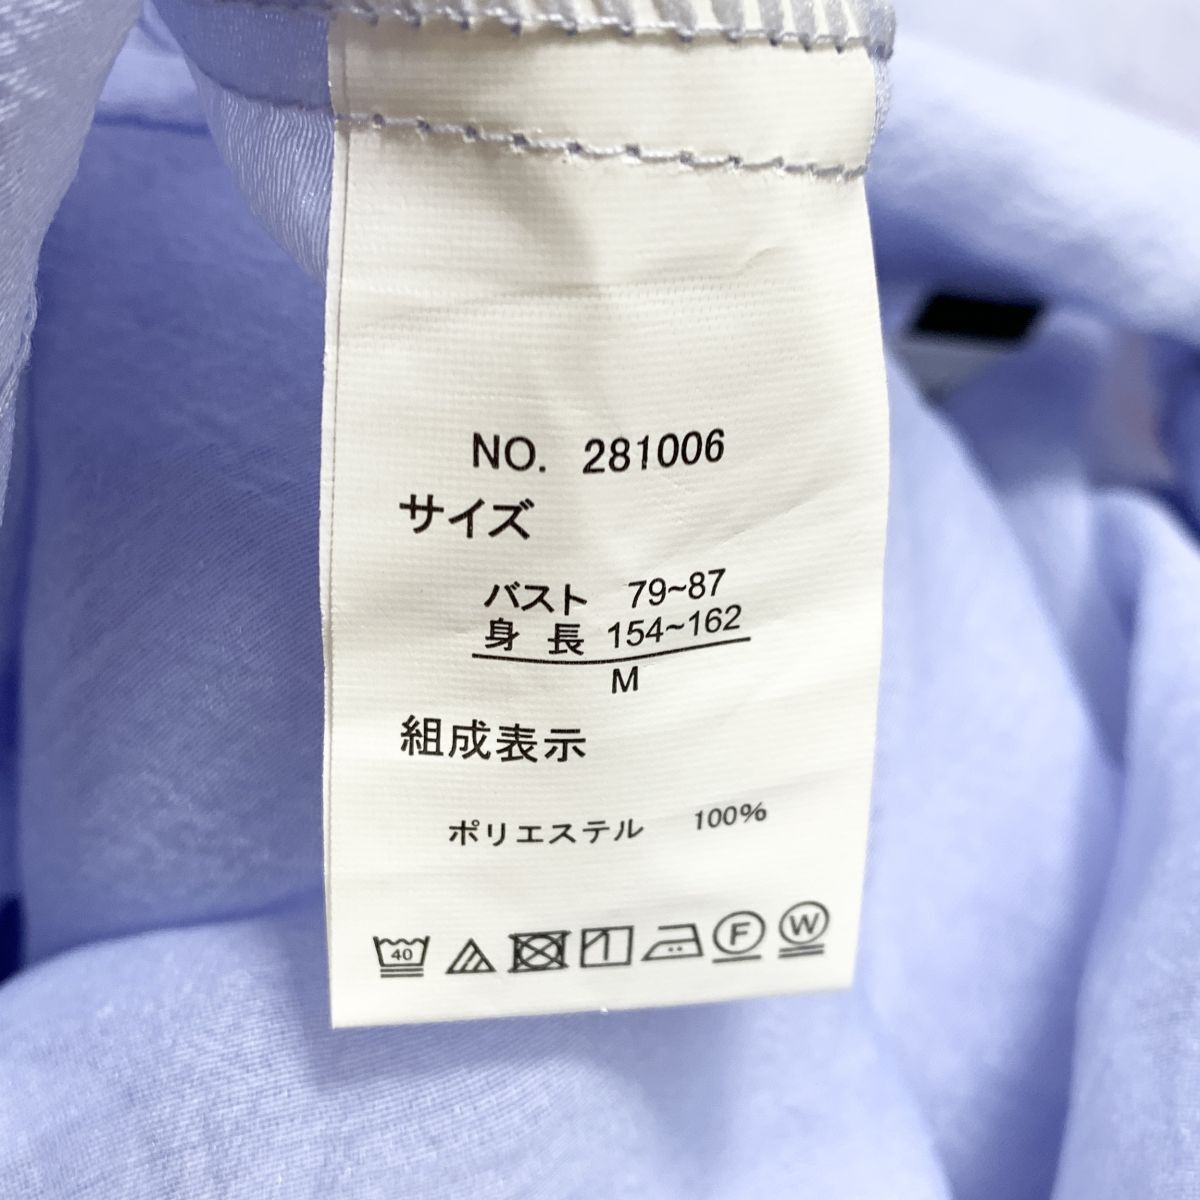 NO. 281006
サイズ
バスト 79~87
身 長 154~162
M
組成表示
ポリエステル 100%
40 F W